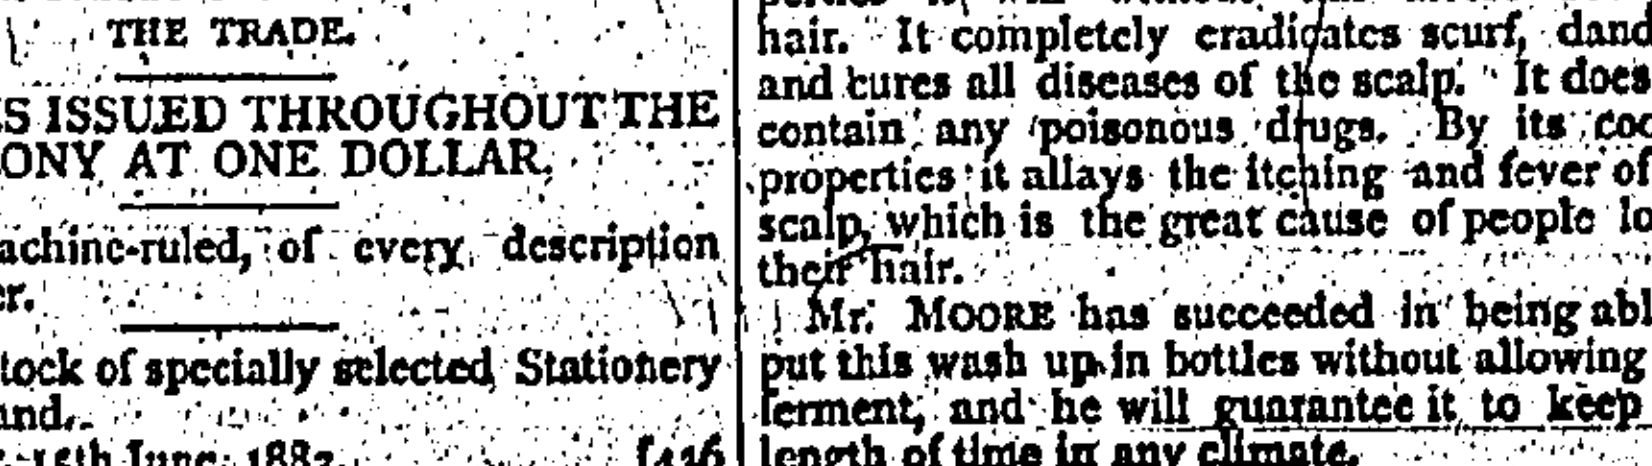 THE TRADE.
S ISSUED THROUGHOUT THE
ONY AT ONE DOLLAR,
achine-ruled, of every description
er.
tock of specially selected Stationery
and.
15th June, 188
[426
hair. It completely eradicates scurf, dand
and cures all diseases of the scalp. It does
contain any poisonous drugs. By its coo
properties it allays the itching and fever of
scalp, which is the great cause of people lo
their hair.
Mr. MOORE has succeeded in being abl
put this wash up in bottles without allowing
ferment, and he will guarantee it to keep
length of time in any climate.